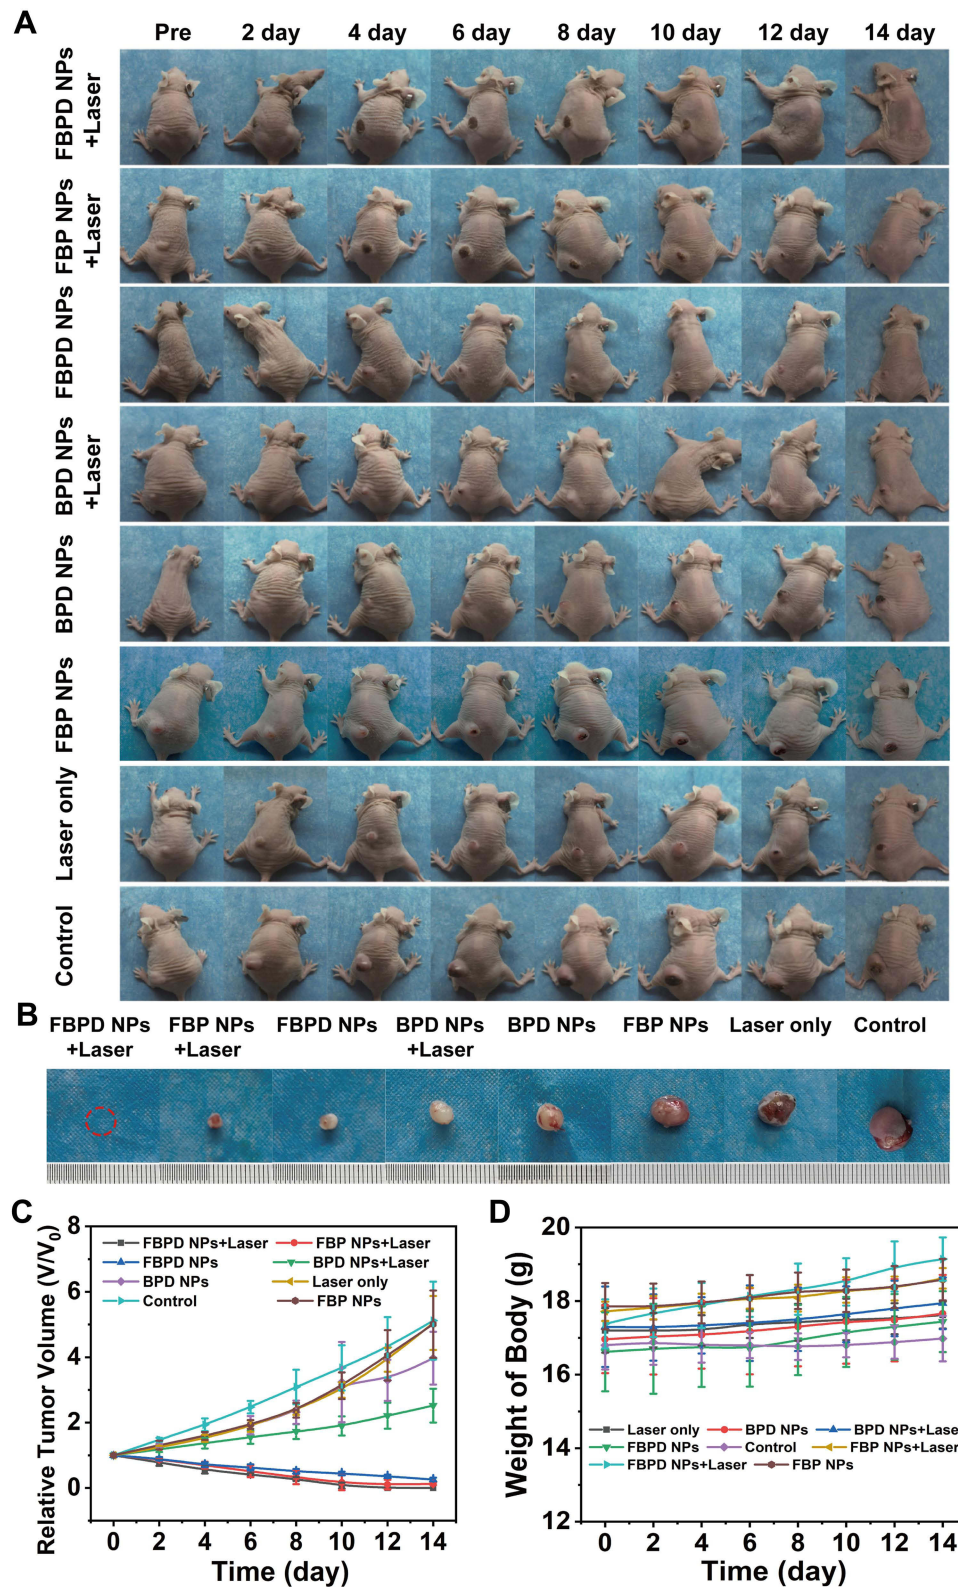 A
Pre 2 day 4 day 6 day 8 day 10 day 12 day 14 day
FBPD NPs
+Laser
FBP NPs
+Laser
FBPD NPs
BPD NPs
+Laser
BPD NPs
FBP NPs
Laser only
Control
B
FBPD NPs
+Laser
FBP NPs
+Laser
FBPD NPs
BPD NPs
+Laser
BPD NPs
FBP NPs
Laser only
Control
C
Relative Tumor Volume (V/V₀)
8
6
4
2
0
FBPD NPs+Laser FBP NPs+Laser
FBPD NPs BPD NPs+Laser
BPD NPs Laser only
Control FBP NPs
0 2 4 6 8 10 12 14
Time (day)
D
Weight of Body (g)
20
18
16
14
12
Laser only BPD NPs BPD NPs+Lase
FBPD NPs Control FBP NPs+Laser
FBPD NPs+Laser FBP NPs
0 2 4 6 8 10 12 14
Time (day)